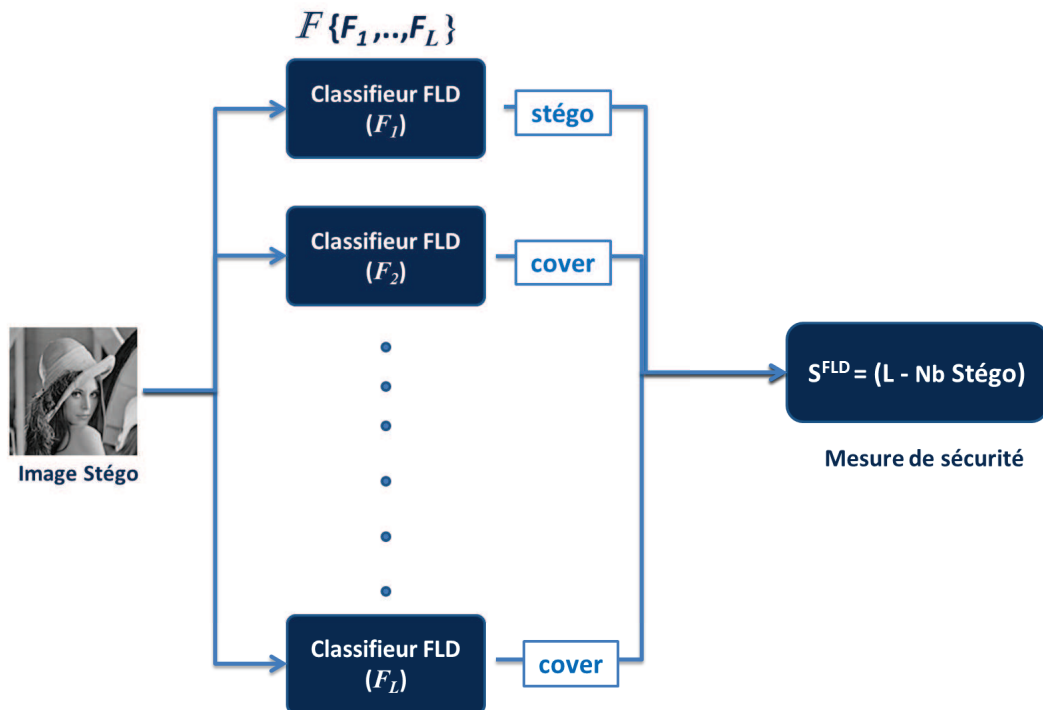 𝔽 {F1,..,FL}
Classifieur FLD
(F1)
stégo
Classifieur FLD
(F2)
cover
Image Stégo
S^FLD = (L - Nb Stégo)
Mesure de sécurité
Classifieur FLD
(FL)
cover